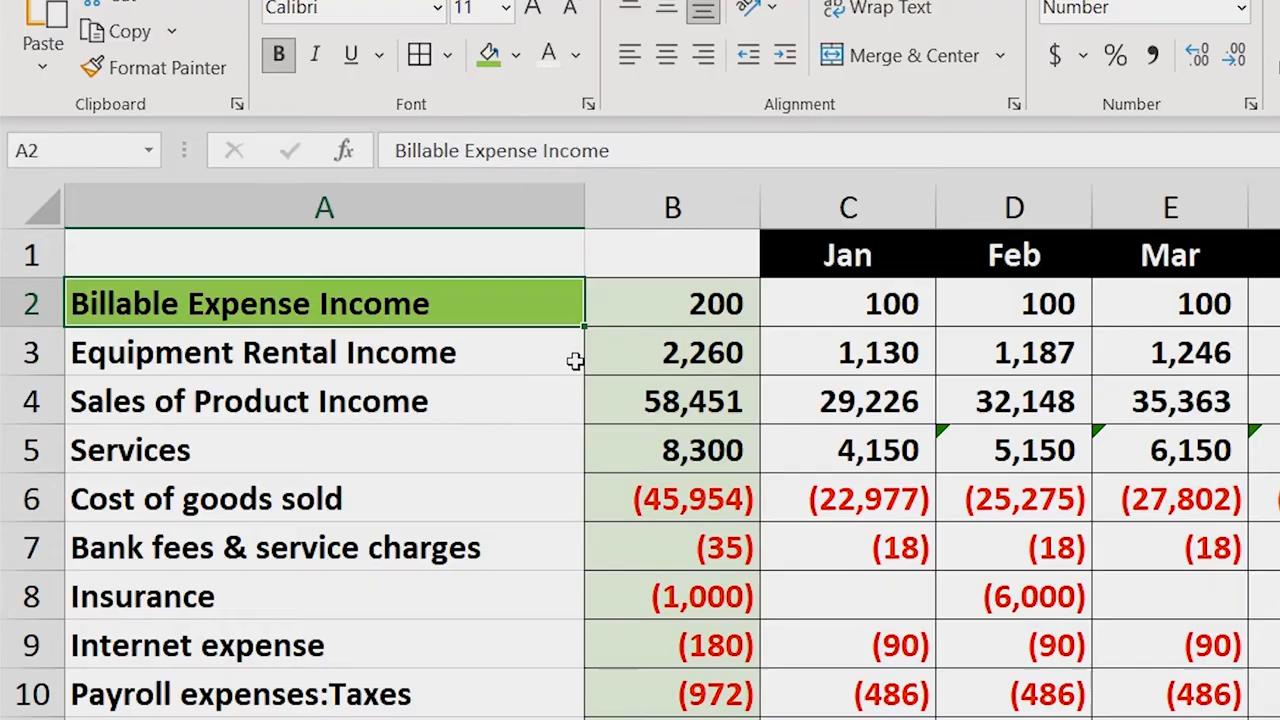 Calibri 11 Wrap Text Number
Paste Copy B I U Merge & Center $ %
Format Painter
Clipboard Font Alignment Number
A2 fx Billable Expense Income
A B C D E
1 Jan Feb Mar
2 Billable Expense Income 200 100 100 100
3 Equipment Rental Income 2,260 1,130 1,187 1,246
4 Sales of Product Income 58,451 29,226 32,148 35,363
5 Services 8,300 4,150 5,150 6,150
6 Cost of goods sold (45,954) (22,977) (25,275) (27,802)
7 Bank fees & service charges (35) (18) (18) (18)
8 Insurance (1,000) (6,000)
9 Internet expense (180) (90) (90) (90)
10 Payroll expenses:Taxes (972) (486) (486) (486)